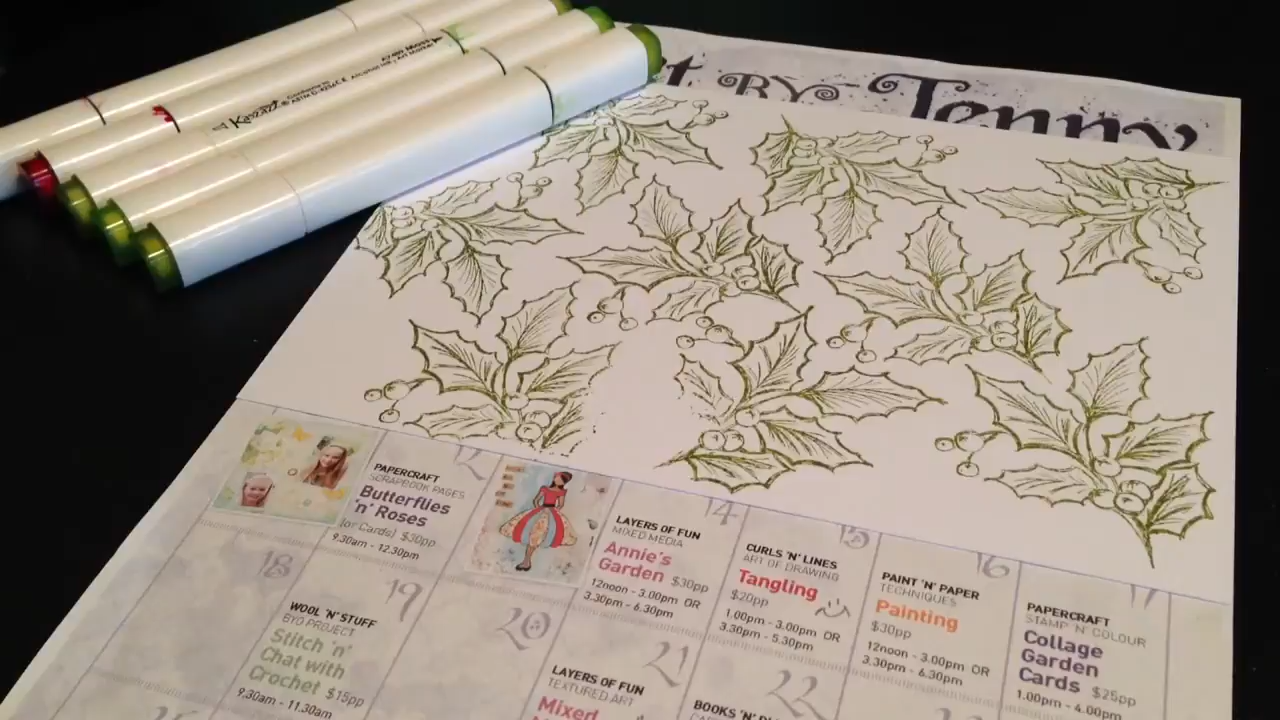 Kaszazz
BY Jenny
12
PAPERCRAFT
SCRAPBOOK PAGES
Butterflies
'n' Roses
(or Cards) $30pp
9.30am - 12.30pm
14
LAYERS OF FUN
MIXED MEDIA
Annie's
Garden $30pp
12noon - 3.00pm OR
3.30pm - 6.30pm
15
CURLS 'N' LINES
ART OF DRAWING
Tangling
$20pp
1.00pm - 3.00pm OR
3.30pm - 5.30pm
16
PAINT 'N' PAPER
TECHNIQUES
Painting
$30pp
12noon - 3.00pm OR
3.30pm - 6.30pm
17
PAPERCRAFT
STAMP 'N' COLOUR
Collage
Garden
Cards $25pp
1.00pm - 4.00pm
18
19
WOOL 'N' STUFF
BYO PROJECT
Stitch 'n'
Chat with
Crochet $15pp
9.30am - 11.30am
20
21
LAYERS OF FUN
TEXTURED ART
Mixed
22
BOOKS 'N'